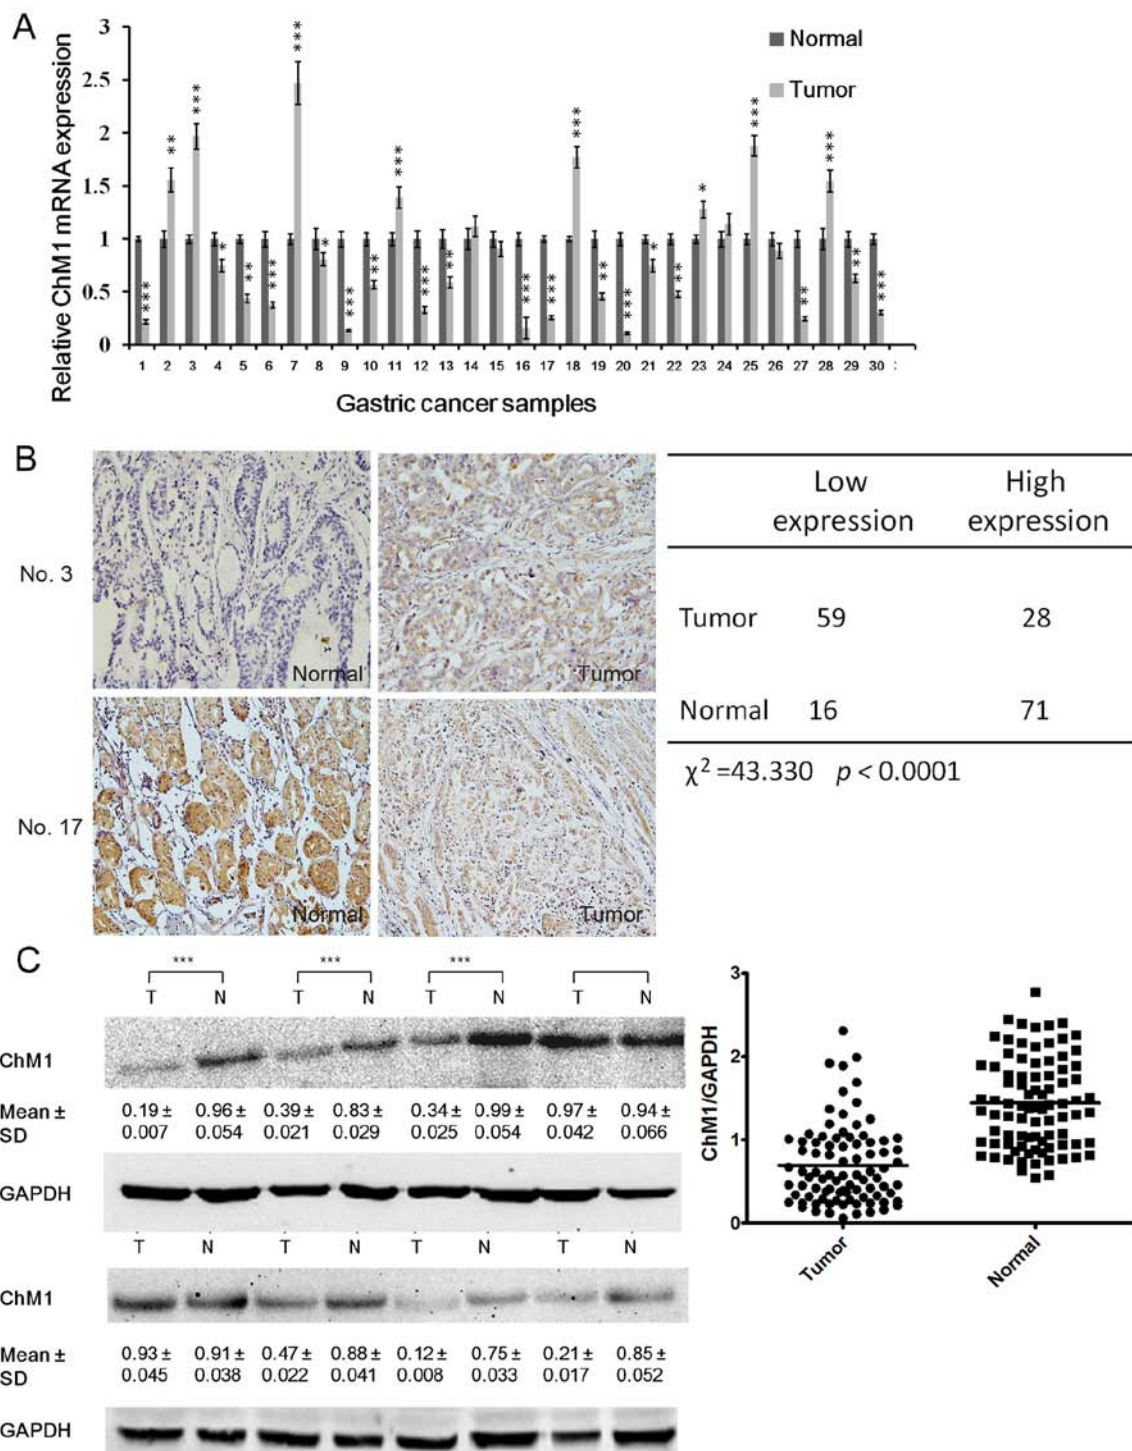 A
Relative ChM1 mRNA expression
3
2.5
2
1.5
1
0.5
0
Normal
Tumor
*** ** *** * ** *** *** * *** ** *** *** ** *** *** *** ** *** * ** * *** ** *** ** ***
1 2 3 4 5 6 7 8 9 10 11 12 13 14 15 16 17 18 19 20 21 22 23 24 25 26 27 28 29 30 :
Gastric cancer samples
B
No. 3
Normal
Tumor
No. 17
Normal
Tumor
Low expression High expression
Tumor 59 28
Normal 16 71
χ² =43.330 p < 0.0001
C
*** *** ***
T N T N T N T N
ChM1
Mean ± 0.19 ± 0.96 ± 0.39 ± 0.83 ± 0.34 ± 0.99 ± 0.97 ± 0.94 ±
SD 0.007 0.054 0.021 0.029 0.025 0.054 0.042 0.066
GAPDH
T N T N T N T N
ChM1
Mean ± 0.93 ± 0.91 ± 0.47 ± 0.88 ± 0.12 ± 0.75 ± 0.21 ± 0.85 ±
SD 0.045 0.038 0.022 0.041 0.008 0.033 0.017 0.052
GAPDH
ChM1/GAPDH
3
2
1
0
Tumor
Normal